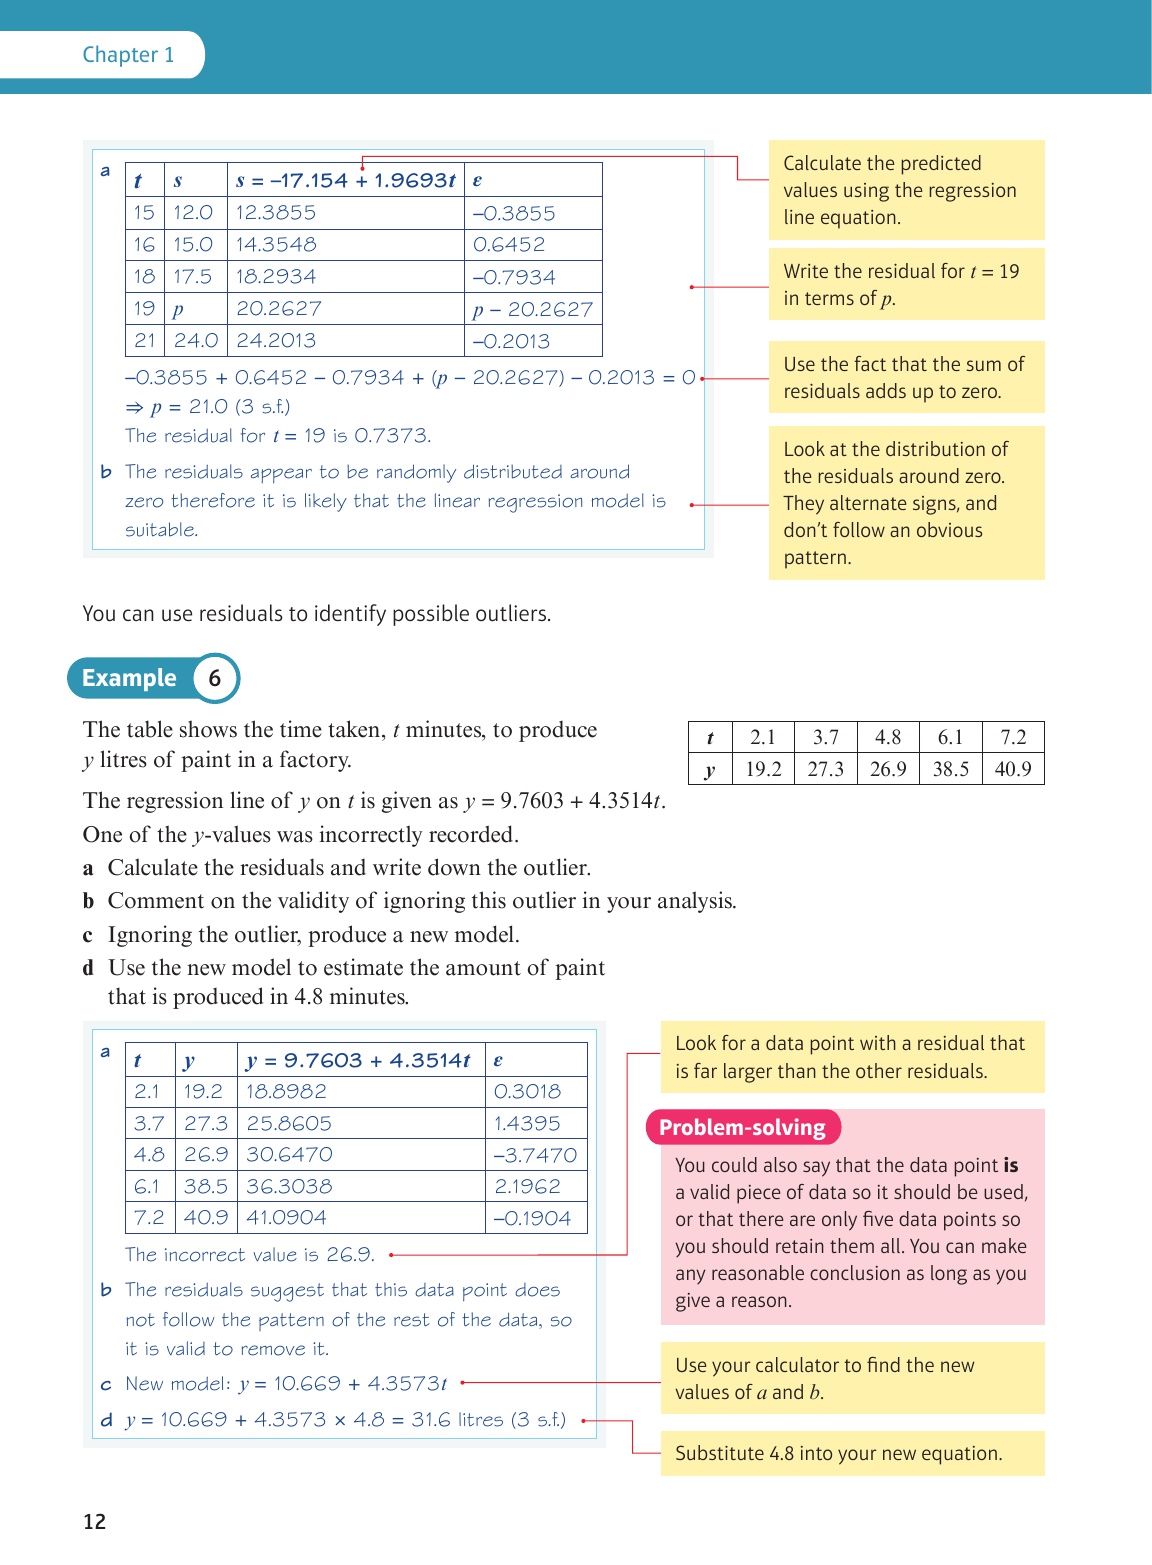 Chapter 1
a
t s s = –17.154 + 1.9693t ε
15 12.0 12.3855 –0.3855
16 15.0 14.3548 0.6452
18 17.5 18.2934 –0.7934
19 p 20.2627 p – 20.2627
21 24.0 24.2013 –0.2013
–0.3855 + 0.6452 – 0.7934 + (p – 20.2627) – 0.2013 = 0
⇒ p = 21.0 (3 s.f.)
The residual for t = 19 is 0.7373.
b The residuals appear to be randomly distributed around
zero therefore it is likely that the linear regression model is
suitable.
Calculate the predicted
values using the regression
line equation.
Write the residual for t = 19
in terms of p.
Use the fact that the sum of
residuals adds up to zero.
Look at the distribution of
the residuals around zero.
They alternate signs, and
don’t follow an obvious
pattern.
You can use residuals to identify possible outliers.
Example 6
The table shows the time taken, t minutes, to produce
y litres of paint in a factory.
t 2.1 3.7 4.8 6.1 7.2
y 19.2 27.3 26.9 38.5 40.9
The regression line of y on t is given as y = 9.7603 + 4.3514t.
One of the y-values was incorrectly recorded.
a Calculate the residuals and write down the outlier.
b Comment on the validity of ignoring this outlier in your analysis.
c Ignoring the outlier, produce a new model.
d Use the new model to estimate the amount of paint
that is produced in 4.8 minutes.
a
t y y = 9.7603 + 4.3514t ε
2.1 19.2 18.8982 0.3018
3.7 27.3 25.8605 1.4395
4.8 26.9 30.6470 –3.7470
6.1 38.5 36.3038 2.1962
7.2 40.9 41.0904 –0.1904
The incorrect value is 26.9.
b The residuals suggest that this data point does
not follow the pattern of the rest of the data, so
it is valid to remove it.
c New model: y = 10.669 + 4.3573t
d y = 10.669 + 4.3573 × 4.8 = 31.6 litres (3 s.f.)
Look for a data point with a residual that
is far larger than the other residuals.
Problem-solving
You could also say that the data point is
a valid piece of data so it should be used,
or that there are only five data points so
you should retain them all. You can make
any reasonable conclusion as long as you
give a reason.
Use your calculator to find the new
values of a and b.
Substitute 4.8 into your new equation.
12